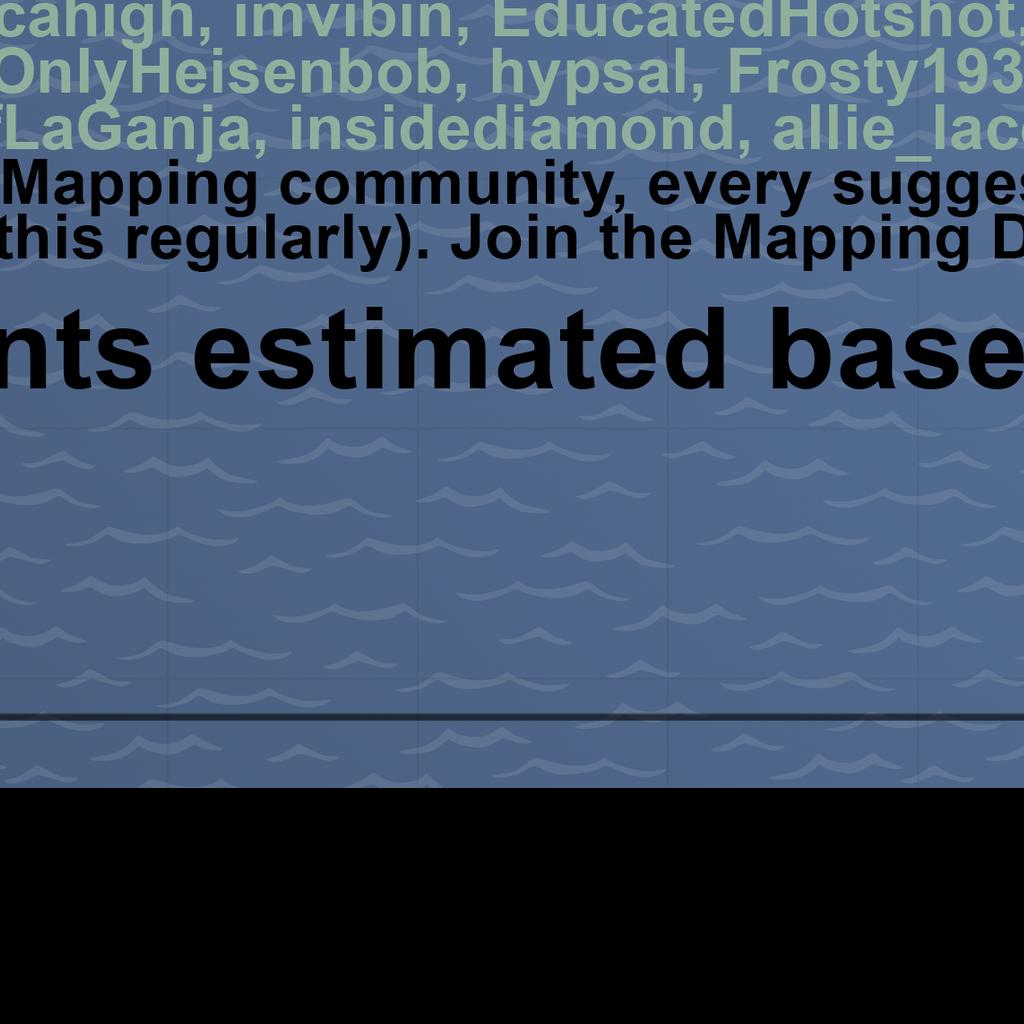 cahigh, imvibin, EducatedHotshot,
OnlyHeisenbob, hypsal, Frosty193
fLaGanja, insidediamond, allie_lac
Mapping community, every sugges
this regularly). Join the Mapping D
nts estimated base